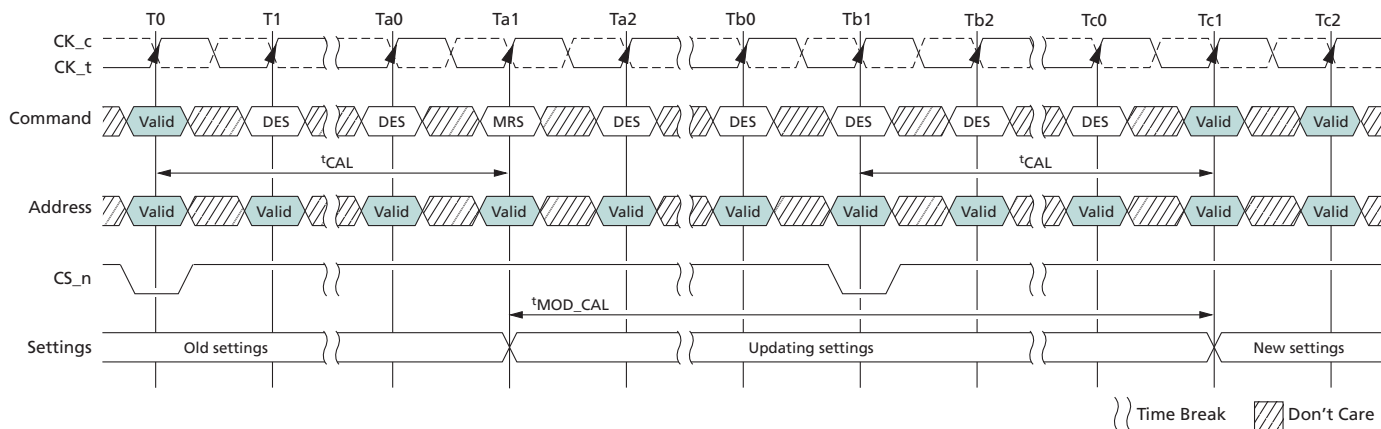 T0 T1 Ta0 Ta1 Ta2 Tb0 Tb1 Tb2 Tc0 Tc1 Tc2
CK_c
CK_t
Command Valid DES DES MRS DES DES DES DES DES Valid Valid
tCAL tCAL
Address Valid Valid Valid Valid Valid Valid Valid Valid Valid Valid Valid
CS_n
tMOD_CAL
Settings Old settings Updating settings New settings
Time Break Don't Care